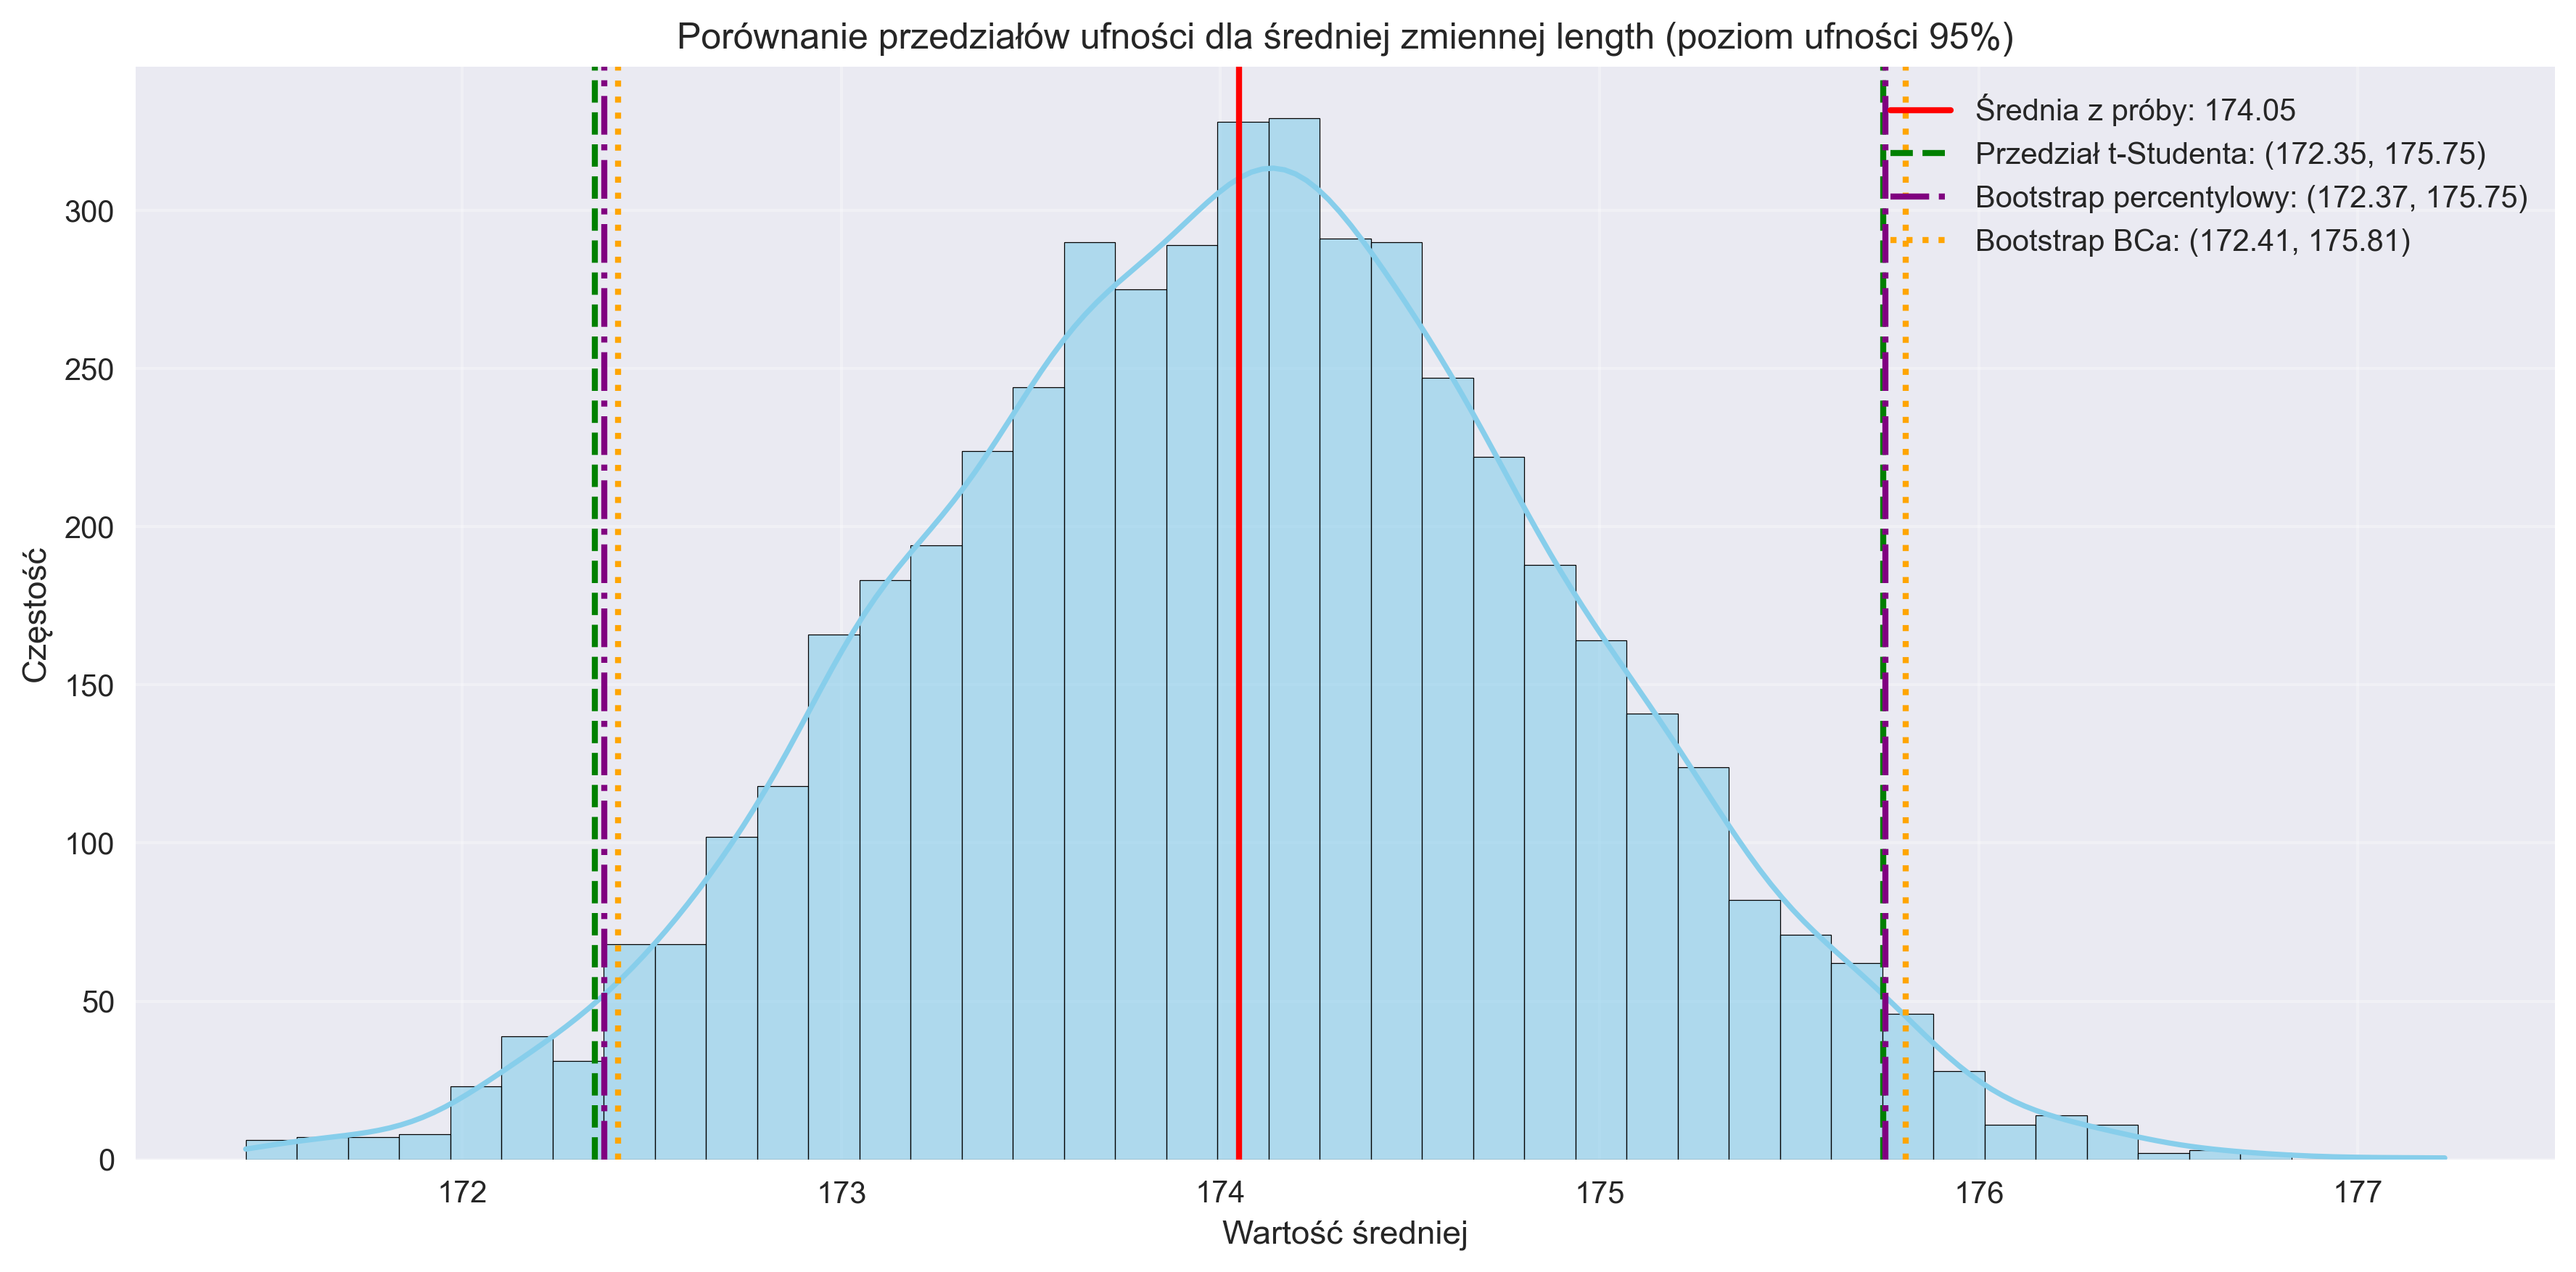 Porównanie przedziałów ufności dla średniej zmiennej length (poziom ufności 95%)
Średnia z próby: 174.05
Przedział t-Studenta: (172.35, 175.75)
Bootstrap percentylowy: (172.37, 175.75)
Bootstrap BCa: (172.41, 175.81)
Częstość
300
250
200
150
100
50
0
172 173 174 175 176 177
Wartość średniej